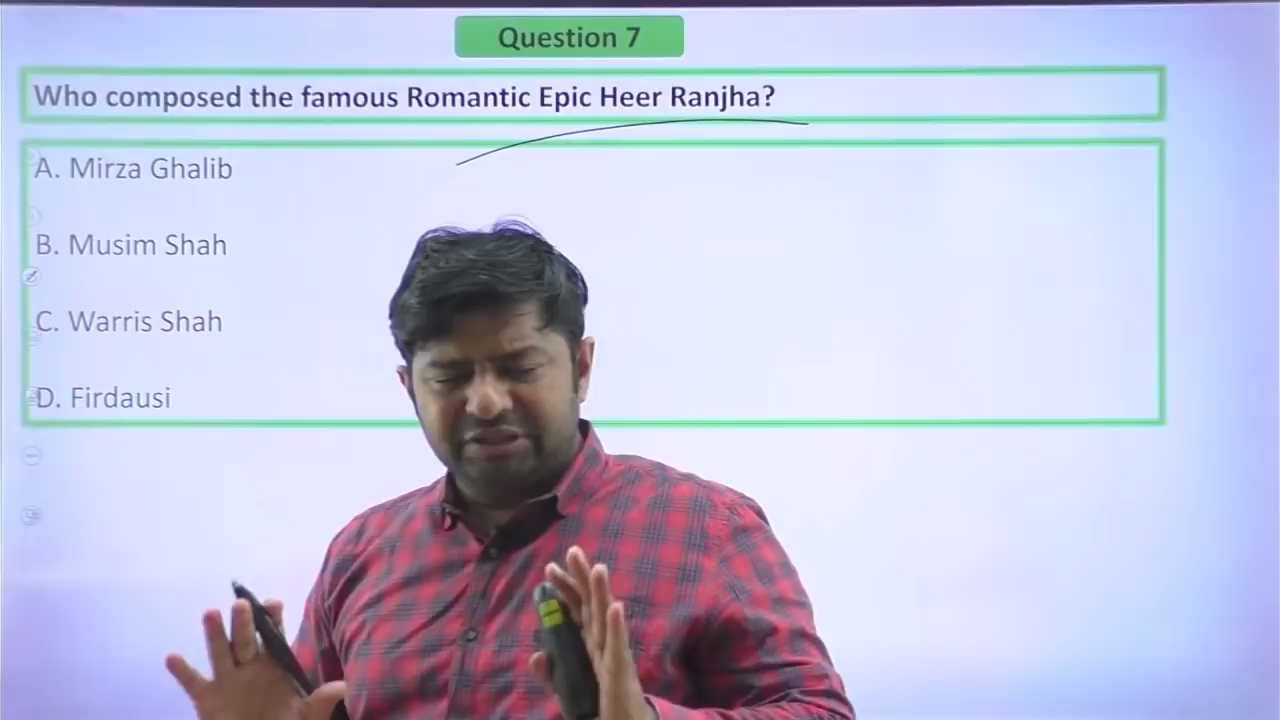 Question 7
Who composed the famous Romantic Epic Heer Ranjha?
A. Mirza Ghalib
B. Musim Shah
C. Warris Shah
D. Firdausi